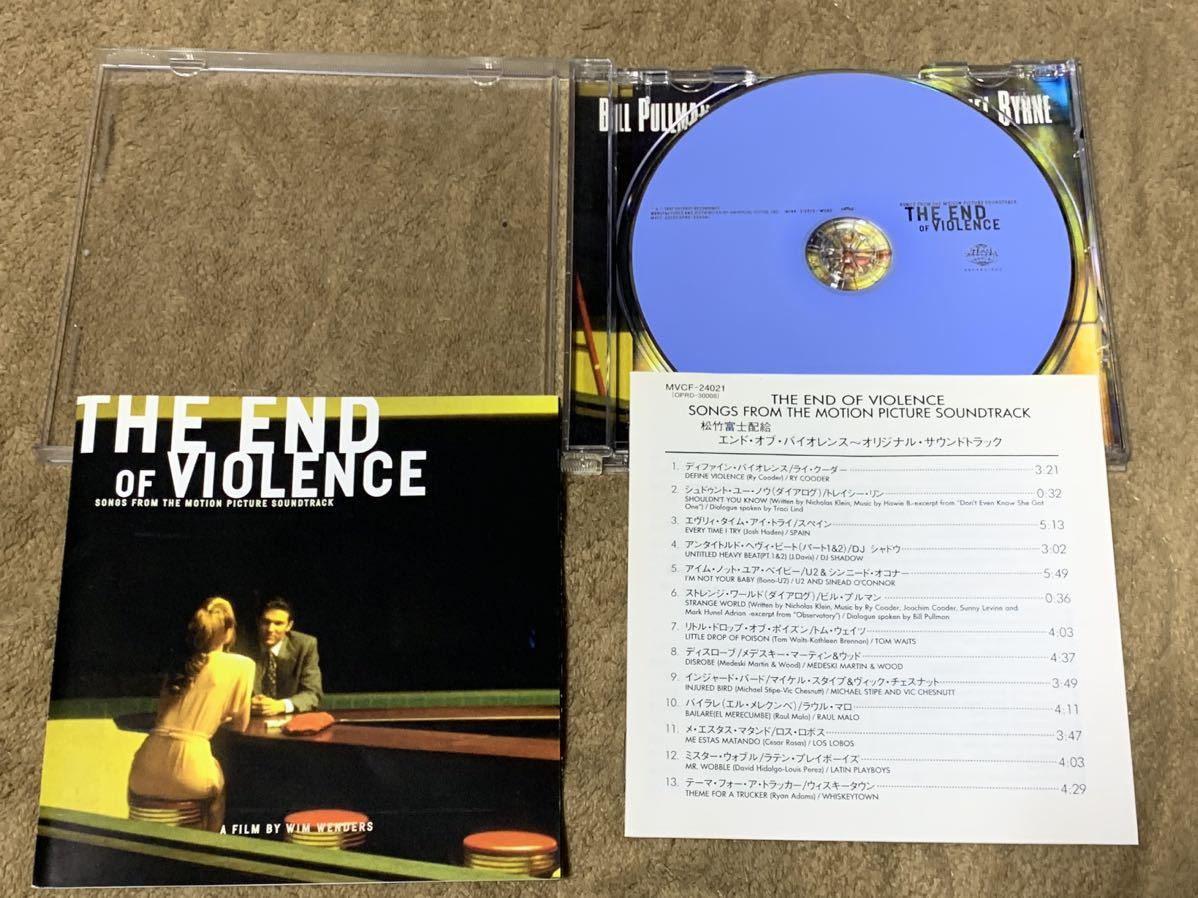 BILL PULLMAN
BYRNE
SONGS FROM THE MOTION PICTURE SOUNDTRACK
THE END
OF VIOLENCE
THE END
OF VIOLENCE
SONGS FROM THE MOTION PICTURE SOUNDTRACK
A FILM BY WIM WENDERS
MVCF-24021
(OPRD-30008)
THE END OF VIOLENCE
SONGS FROM THE MOTION PICTURE SOUNDTRACK
松竹富士配給
エンド・オブ・バイオレンス〜オリジナル・サウンドトラック
1. ディファイン・バイオレンス/ライ・クーダー 3:21
DEFINE VIOLENCE (Ry Cooder) / RY COODER
2. シュドゥント・ユー・ノウ(ダイアログ)/トレイシー・リン 0:32
SHOULDN'T YOU KNOW (Written by Nicholas Klein, Music by Howie B.-excerpt from "Don't Even Know She Got
One") / Dialogue spoken by Traci Lind
3. エヴリィ・タイム・アイ・トライ/スペイン 5:13
EVERY TIME I TRY (Josh Haden) / SPAIN
4. アンタイトルド・ヘヴィ・ビート(パート1&2)/DJ シャドウ 3:02
UNTITLED HEAVY BEAT(PT.1&2) (J.Davis) / DJ SHADOW
5. アイム・ノット・ユア・ベイビー/U2&シンニード・オコナー 5:49
I'M NOT YOUR BABY (Bono-U2) / U2 AND SINEAD O'CONNOR
6. ストレンジ・ワールド(ダイアログ)/ビル・プルマン 0:36
STRANGE WORLD (Written by Nicholas Klein, Music by Ry Cooder, Joachim Cooder, Sunny Levine and
Mark Hunel Adrian -excerpt from "Observatory") / Dialogue spoken by Bill Pullman
7. リトル・ドロップ・オブ・ポイズン/トム・ウェイツ 4:03
LITTLE DROP OF POISON (Tom Waits-Kathleen Brennan) / TOM WAITS
8. ディスローブ/メデスキー・マーティン&ウッド 4:37
DISROBE (Medeski Martin & Wood) / MEDESKI MARTIN & WOOD
9. インジャード・バード/マイケル・スタイプ&ヴィック・チェスナット 3:49
INJURED BIRD (Michael Stipe-Vic Chesnutt) / MICHAEL STIPE AND VIC CHESNUTT
10. バイラレ(エル・メレクンベ)/ラウル・マロ 4:11
BAILARE(EL MERECUMBE) (Raul Malo) / RAUL MALO
11. メ・エスタス・マタンド/ロス・ロボス 3:47
ME ESTAS MATANDO (Cesar Rosas) / LOS LOBOS
12. ミスター・ウォブル/ラテン・プレイボーイズ 4:03
MR. WOBBLE (David Hidalgo-Louis Perez) / LATIN PLAYBOYS
13. テーマ・フォー・ア・トラッカー/ウィスキータウン 4:29
THEME FOR A TRUCKER (Ryan Adams) / WHISKEYTOWN